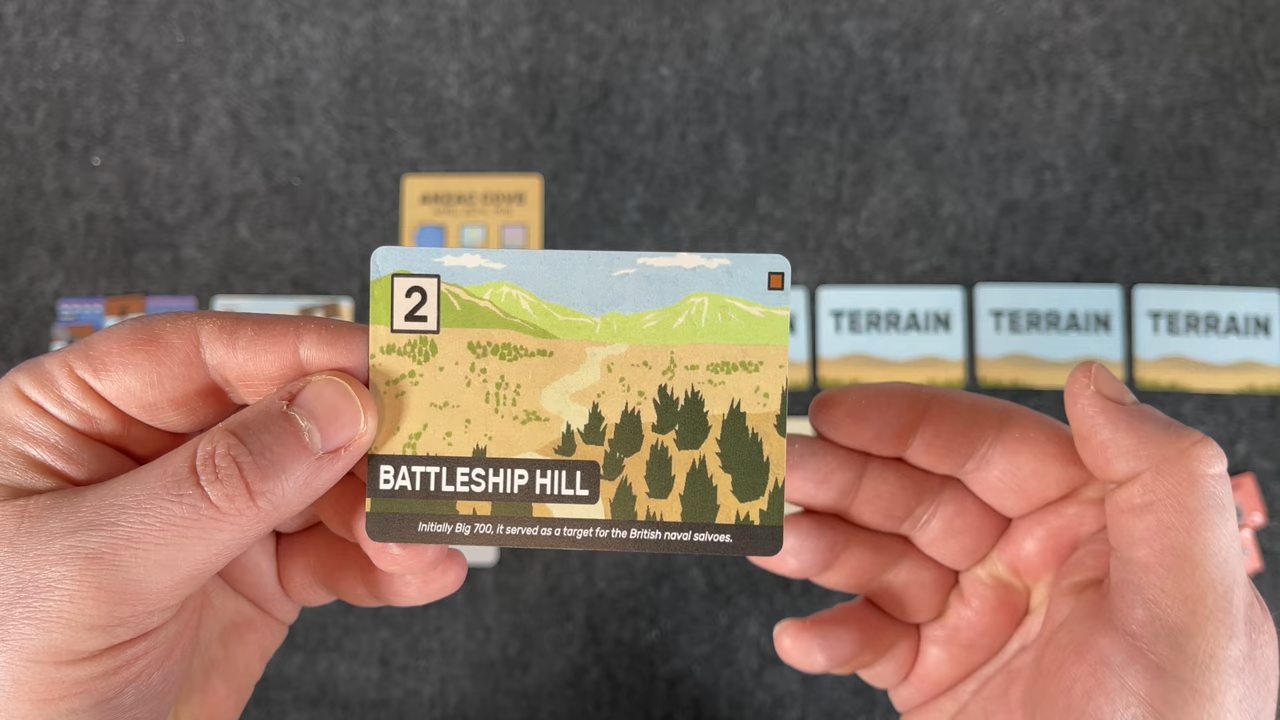 ANZAC COVE
TERRAIN
TERRAIN
TERRAIN
2
BATTLESHIP HILL
Initially Big 700, it served as a target for the British naval salvoes.